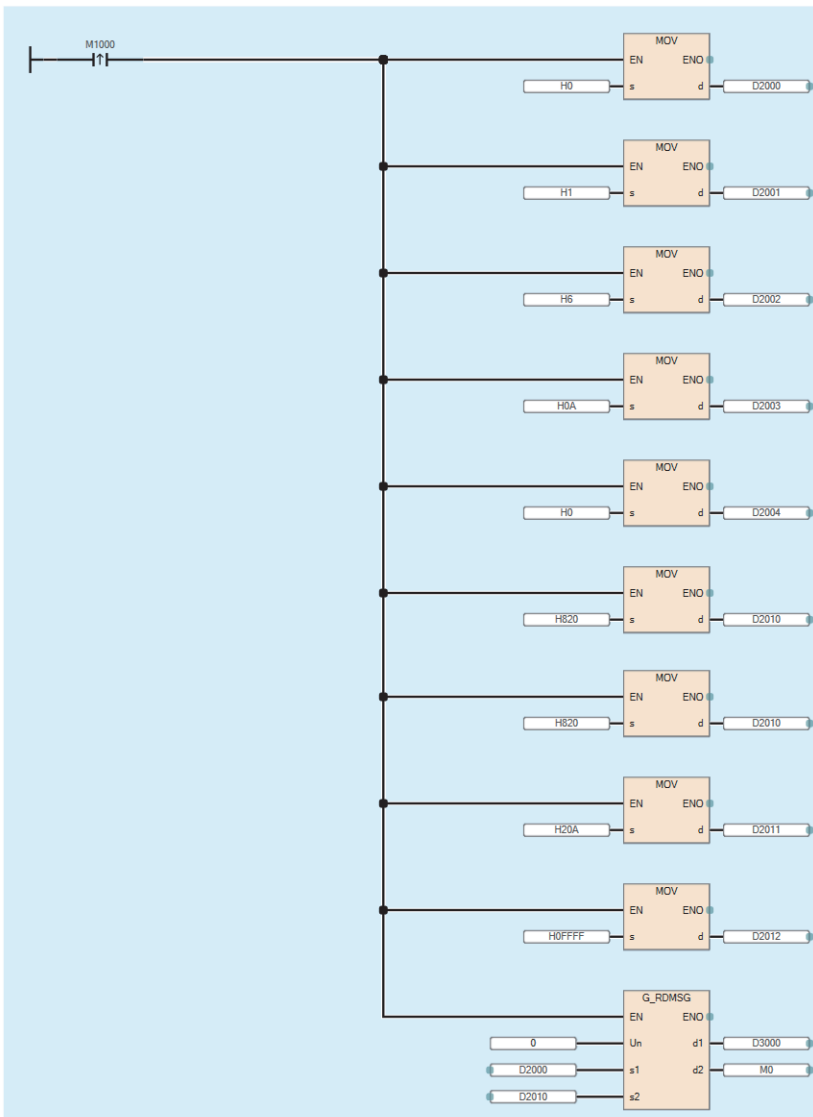 M1000
MOV
EN ENO
H0 s d D2000
MOV
EN ENO
H1 s d D2001
MOV
EN ENO
H6 s d D2002
MOV
EN ENO
H0A s d D2003
MOV
EN ENO
H0 s d D2004
MOV
EN ENO
H820 s d D2010
MOV
EN ENO
H820 s d D2010
MOV
EN ENO
H20A s d D2011
MOV
EN ENO
H0FFFF s d D2012
G_RDMSG
EN ENO
0 Un d1 D3000
D2000 s1 d2 M0
D2010 s2